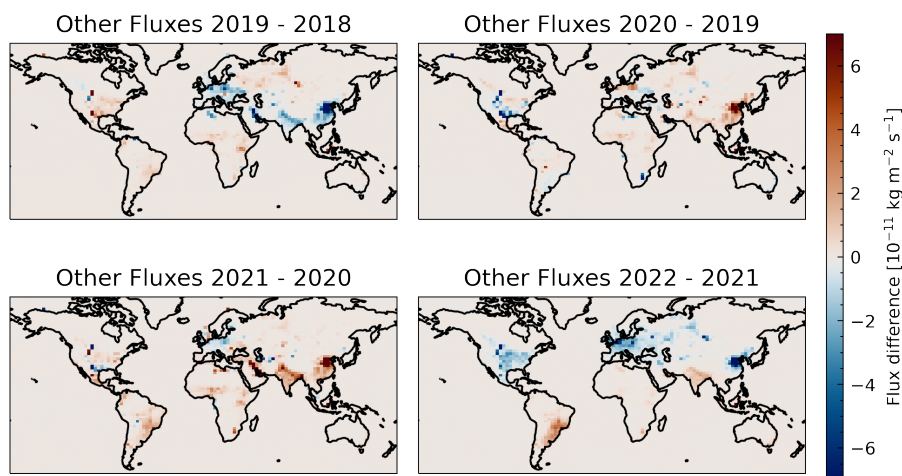 Other Fluxes 2019 - 2018
Other Fluxes 2020 - 2019
Other Fluxes 2021 - 2020
Other Fluxes 2022 - 2021
6
4
2
0
−2
−4
−6
Flux difference [10⁻¹¹ kg m⁻² s⁻¹]